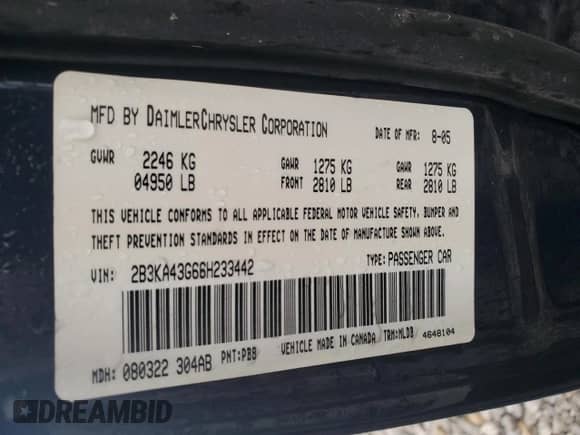 MFD BY DAIMLERCHRYSLER CORPORATION DATE OF MFR: 8-05
GVWR 2246 KG GAWR 1275 KG GAWR 1275 KG
04950 LB FRONT 2810 LB REAR 2810 LB
THIS VEHICLE CONFORMS TO ALL APPLICABLE FEDERAL MOTOR VEHICLE SAFETY, BUMPER AND
THEFT PREVENTION STANDARDS IN EFFECT ON THE DATE OF MANUFACTURE SHOWN ABOVE.
VIN: 2B3KA43G66H233442 TYPE: PASSENGER CAR
MDH: 080322 304AB PNT:PB8 VEHICLE MADE IN CANADA TRM:MLD8 4648104
DREAMBID